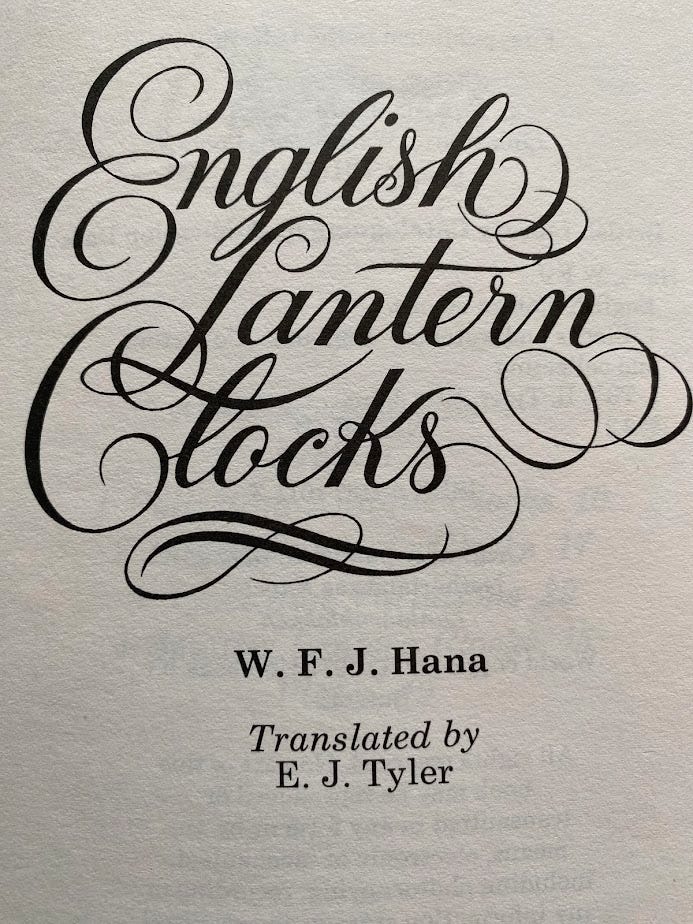 English
Lantern
Clocks
W. F. J. Hana
Translated by
E. J. Tyler